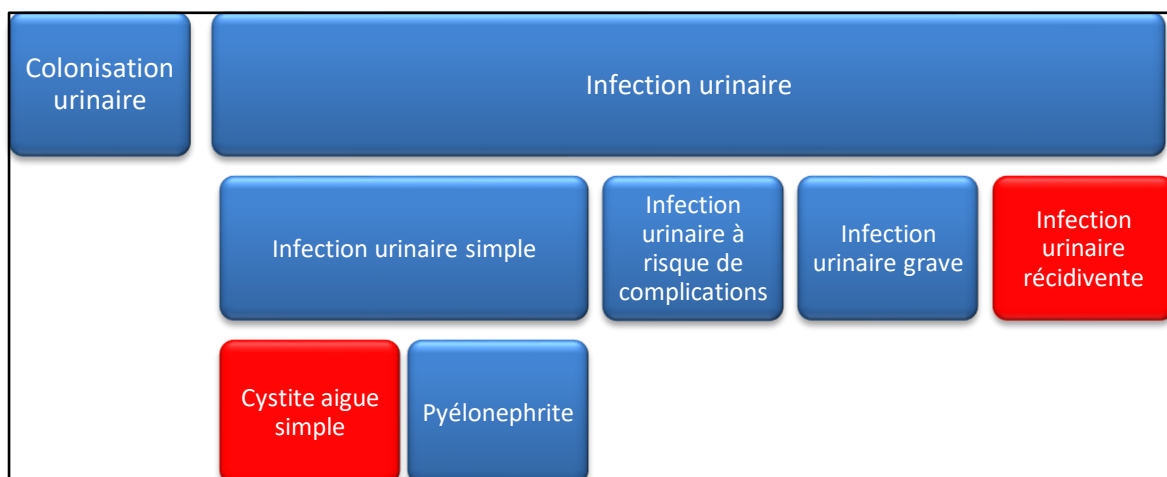 Colonisation
urinaire
Infection urinaire
Infection urinaire simple
Infection
urinaire à
risque de
complications
Infection
urinaire grave
Infection
urinaire
récidivente
Cystite aigue
simple
Pyélonephrite